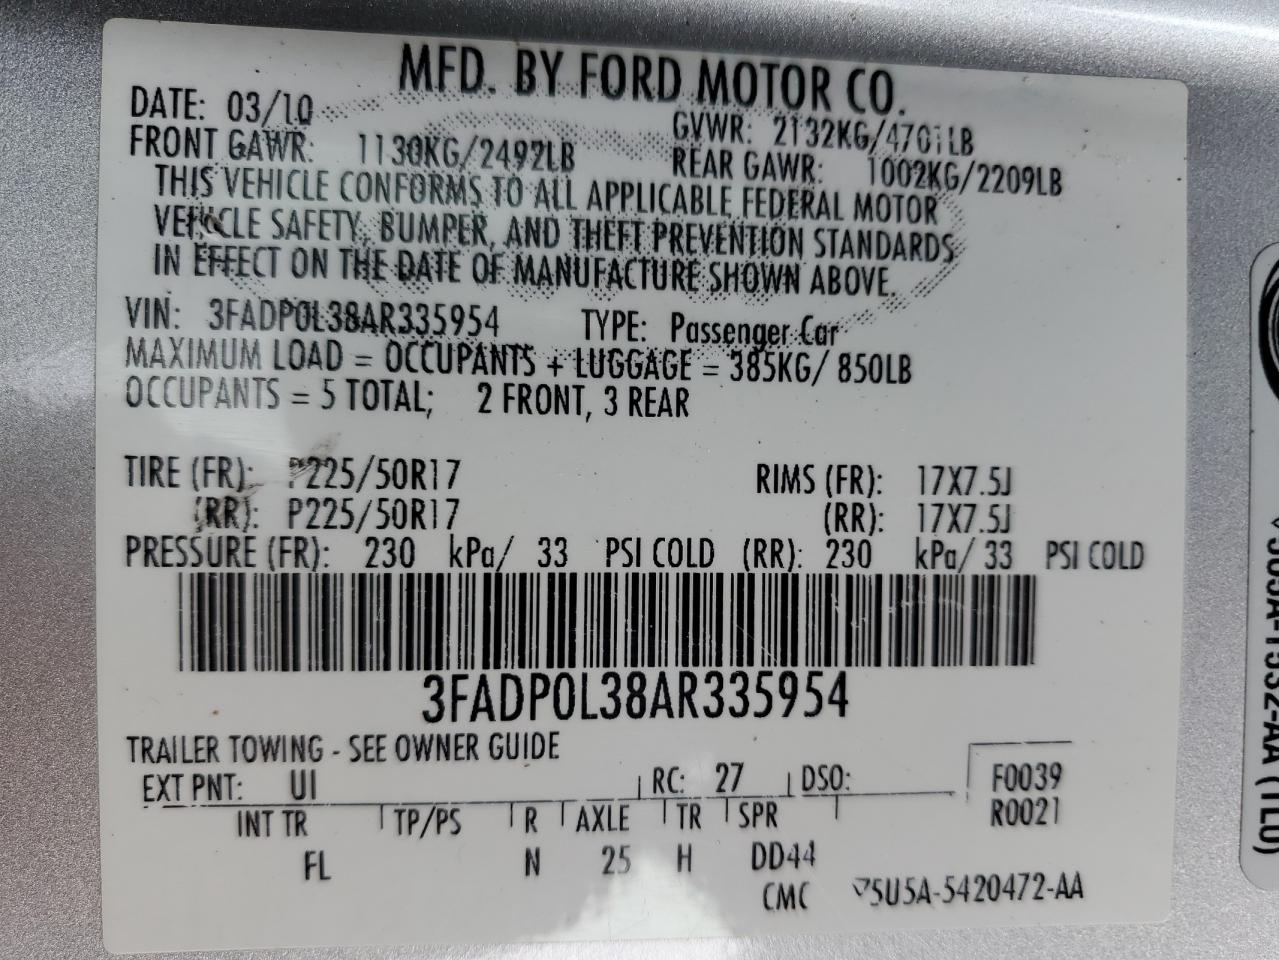 MFD. BY FORD MOTOR CO.
DATE: 03/10 GVWR: 2132KG/4701LB
FRONT GAWR: 1130KG/2492LB REAR GAWR: 1002KG/2209LB
THIS VEHICLE CONFORMS TO ALL APPLICABLE FEDERAL MOTOR
VEHICLE SAFETY, BUMPER, AND THEFT PREVENTION STANDARDS
IN EFFECT ON THE DATE OF MANUFACTURE SHOWN ABOVE.
VIN: 3FADP0L38AR335954 TYPE: Passenger Car
MAXIMUM LOAD = OCCUPANTS + LUGGAGE = 385KG/ 850LB
OCCUPANTS = 5 TOTAL; 2 FRONT, 3 REAR
TIRE (FR): P225/50R17 RIMS (FR): 17X7.5J
(RR): P225/50R17 (RR): 17X7.5J
PRESSURE (FR): 230 kPa/ 33 PSI COLD (RR): 230 kPa/ 33 PSI COLD
3FADP0L38AR335954
TRAILER TOWING - SEE OWNER GUIDE
EXT PNT: UI RC: 27 DSO: F0039
INT TR TP/PS R AXLE TR SPR R0021
FL N 25 H DD44
CMC 75U5A-5420472-AA